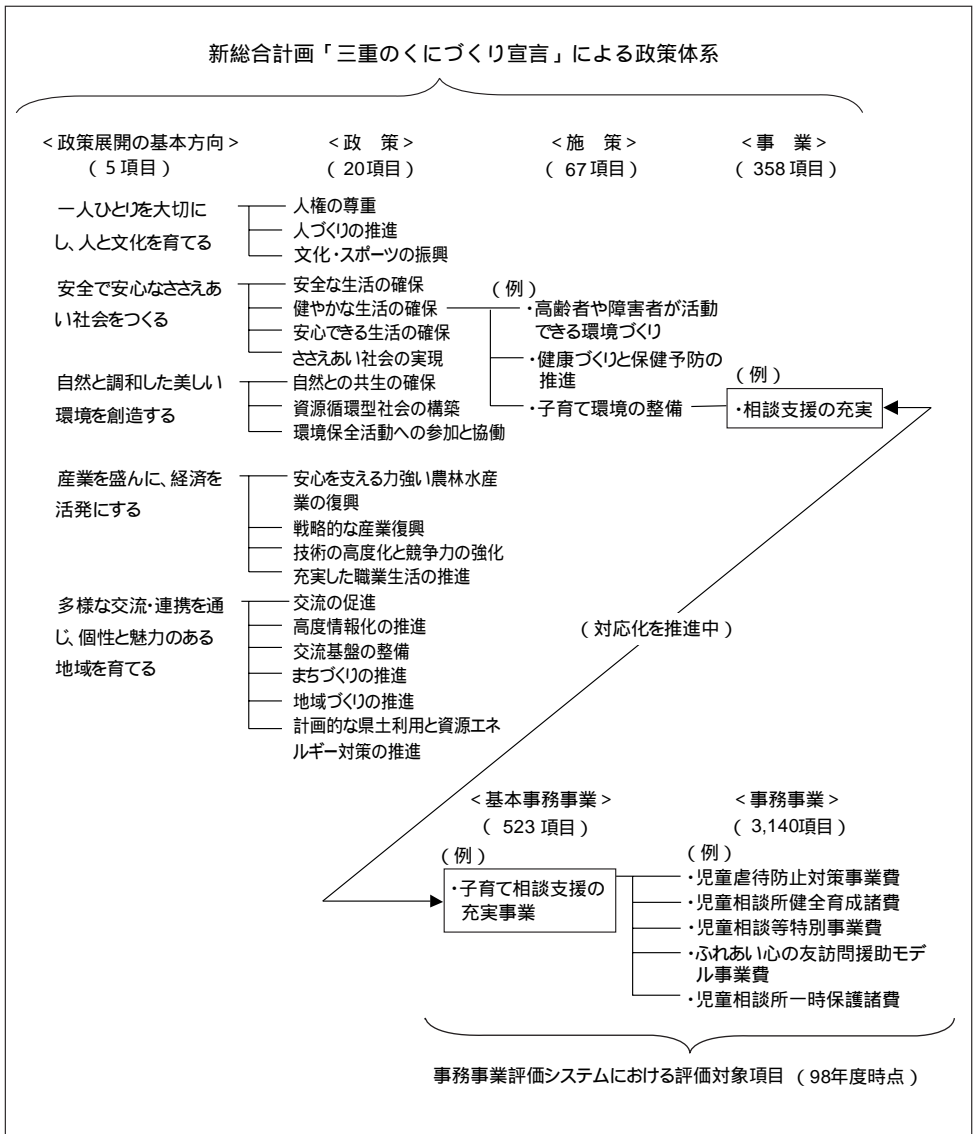 新総合計画「三重のくにづくり宣言」による政策体系
<政策展開の基本方向>
(5項目)
<政 策>
(20項目)
<施 策>
(67項目)
<事 業>
(358項目)
一人ひとりを大切に
し、人と文化を育てる
人権の尊重
人づくりの推進
文化・スポーツの振興
安全で安心なささえあ
い社会をつくる
安全な生活の確保
健やかな生活の確保
安心できる生活の確保
ささえあい社会の実現
(例)
・高齢者や障害者が活動
できる環境づくり
・健康づくりと保健予防の
推進
・子育て環境の整備
(例)
・相談支援の充実
自然と調和した美しい
環境を創造する
自然との共生の確保
資源循環型社会の構築
環境保全活動への参加と協働
産業を盛んに、経済を
活発にする
安心を支える力強い農林水産
業の復興
戦略的な産業復興
技術の高度化と競争力の強化
充実した職業生活の推進
多様な交流・連携を通
じ、個性と魅力のある
地域を育てる
交流の促進
高度情報化の推進
交流基盤の整備
まちづくりの推進
地域づくりの推進
計画的な県土利用と資源エネ
ルギー対策の推進
(対応化を推進中)
<基本事務事業>
(523項目)
(例)
・子育て相談支援の
充実事業
<事務事業>
(3,140項目)
(例)
・児童虐待防止対策事業費
・児童相談所健全育成諸費
・児童相談等特別事業費
・ふれあい心の友訪問援助モデ
ル事業費
・児童相談所一時保護諸費
事務事業評価システムにおける評価対象項目(98年度時点)